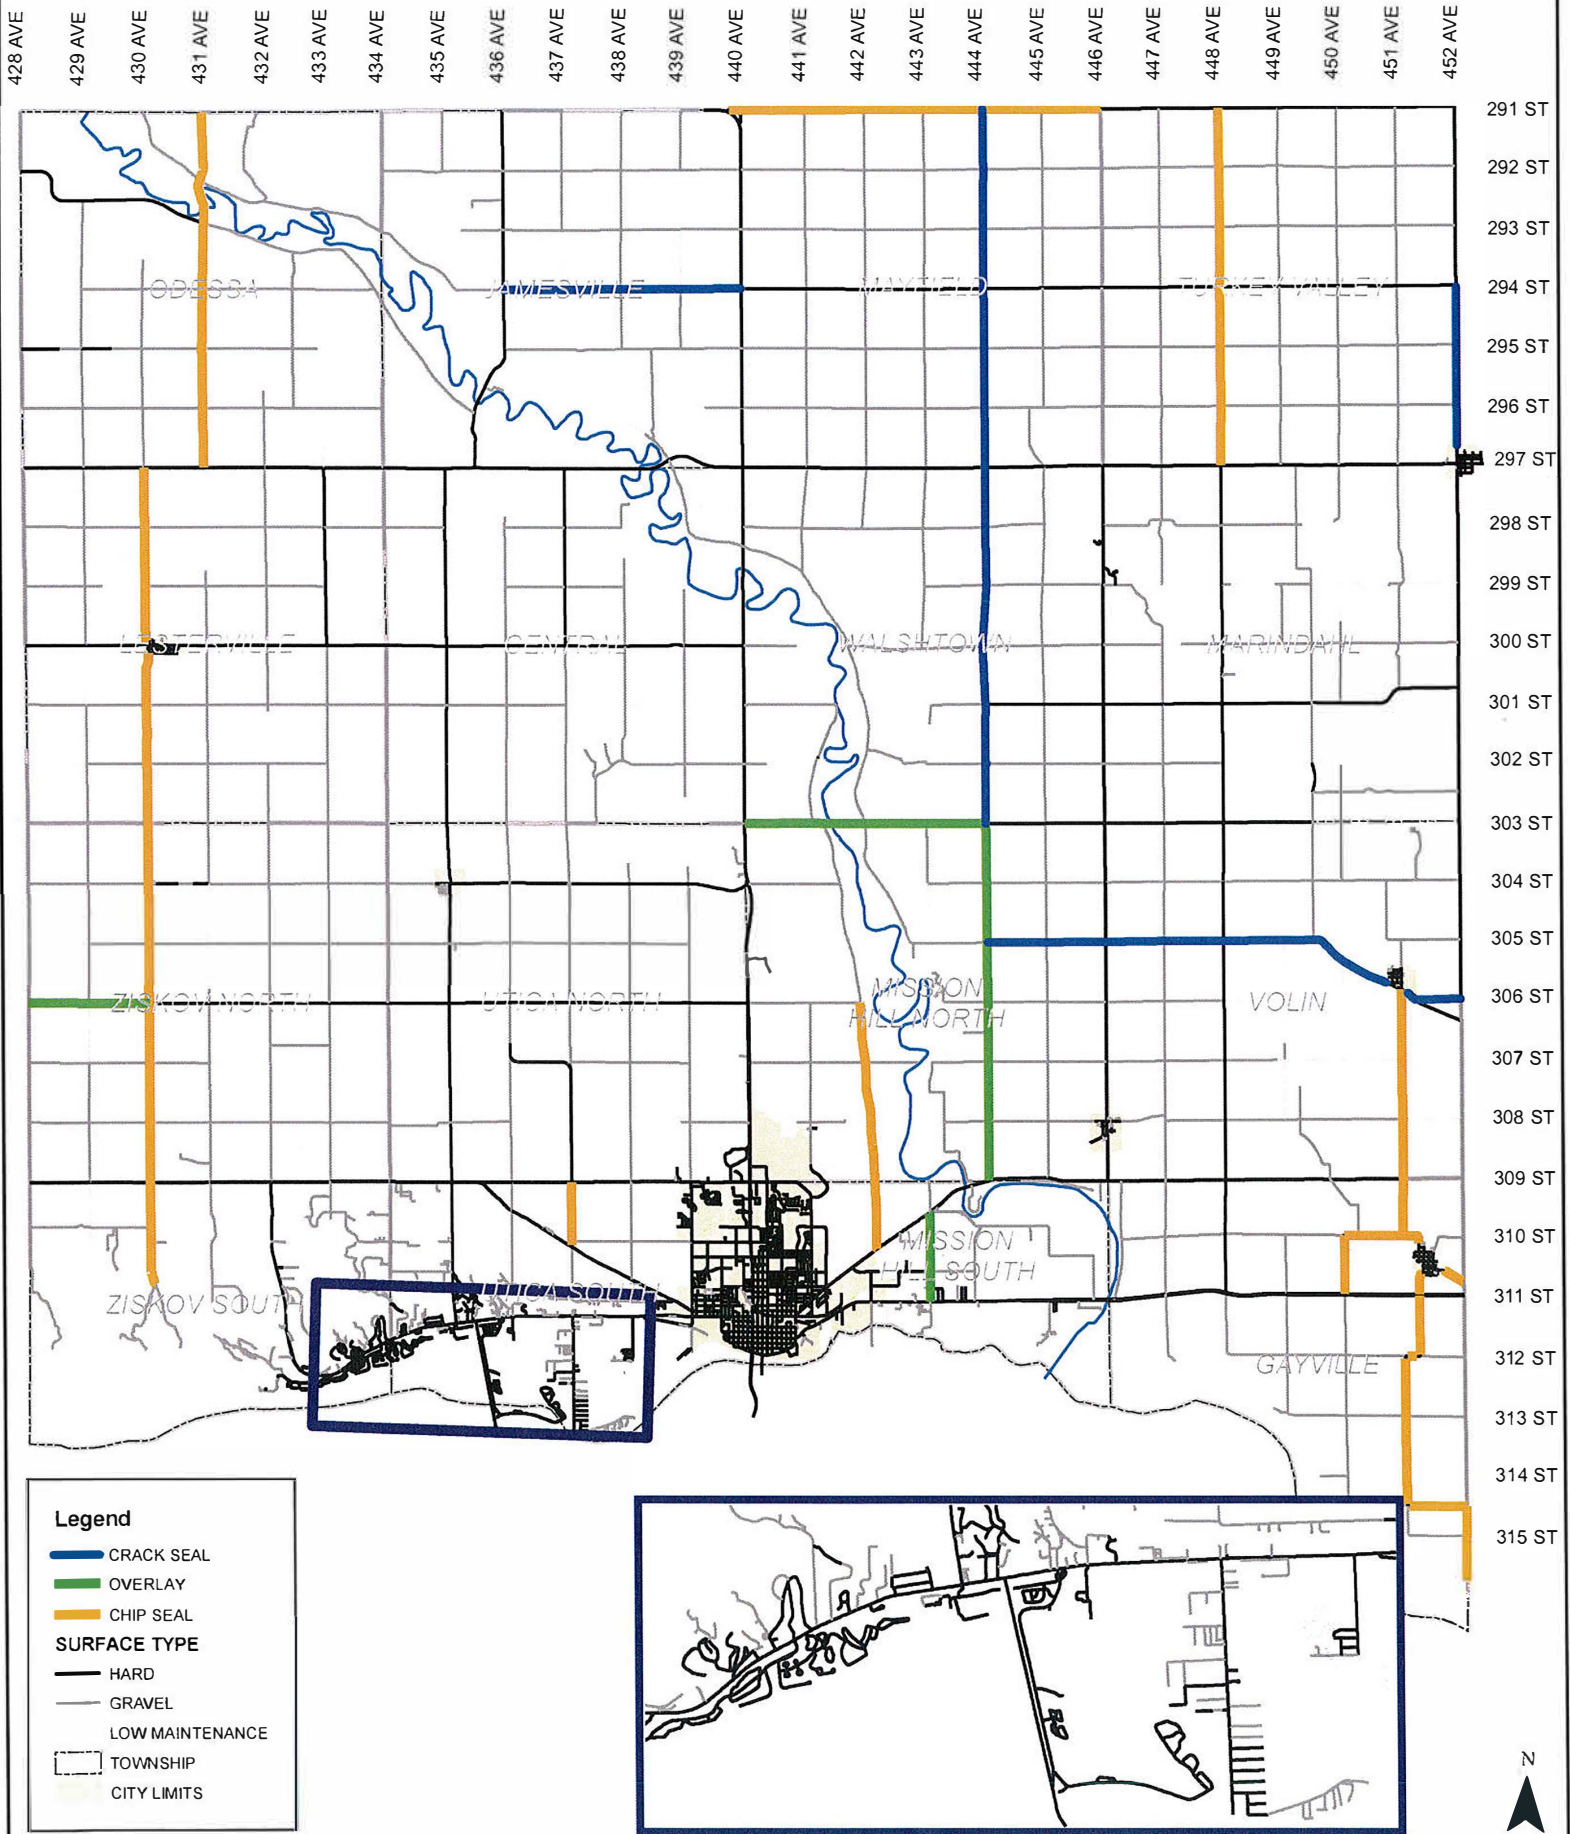 428 AVE
429 AVE
430 AVE
431 AVE
432 AVE
433 AVE
434 AVE
435 AVE
436 AVE
437 AVE
438 AVE
439 AVE
440 AVE
441 AVE
442 AVE
443 AVE
444 AVE
445 AVE
446 AVE
447 AVE
448 AVE
449 AVE
450 AVE
451 AVE
452 AVE
291 ST
292 ST
293 ST
ODESSA
JAMESVILLE
MAYFIELD
TURKEY VALLEY
294 ST
295 ST
296 ST
297 ST
298 ST
299 ST
LESTERVILLE
CENTRAL
WALSHTOWN
MARINDAHL
300 ST
301 ST
302 ST
303 ST
304 ST
305 ST
ZISKOV NORTH
UTICA NORTH
MISSION
HILL NORTH
VOLIN
306 ST
307 ST
308 ST
309 ST
310 ST
MISSION
HILL SOUTH
ZISKOV SOUTH
UTICA SOUTH
311 ST
GAYVILLE
312 ST
313 ST
314 ST
315 ST
Legend
CRACK SEAL
OVERLAY
CHIP SEAL
SURFACE TYPE
HARD
GRAVEL
LOW MAINTENANCE
TOWNSHIP
CITY LIMITS
N